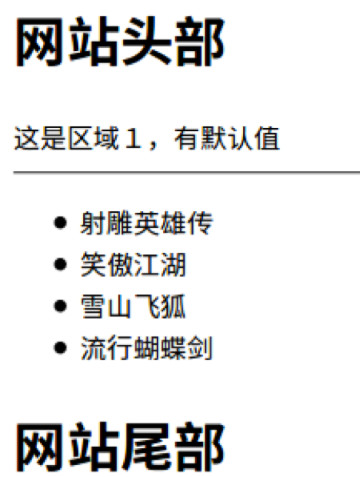 网站头部
这是区域１，有默认值
射雕英雄传
笑傲江湖
雪山飞狐
流行蝴蝶剑
网站尾部